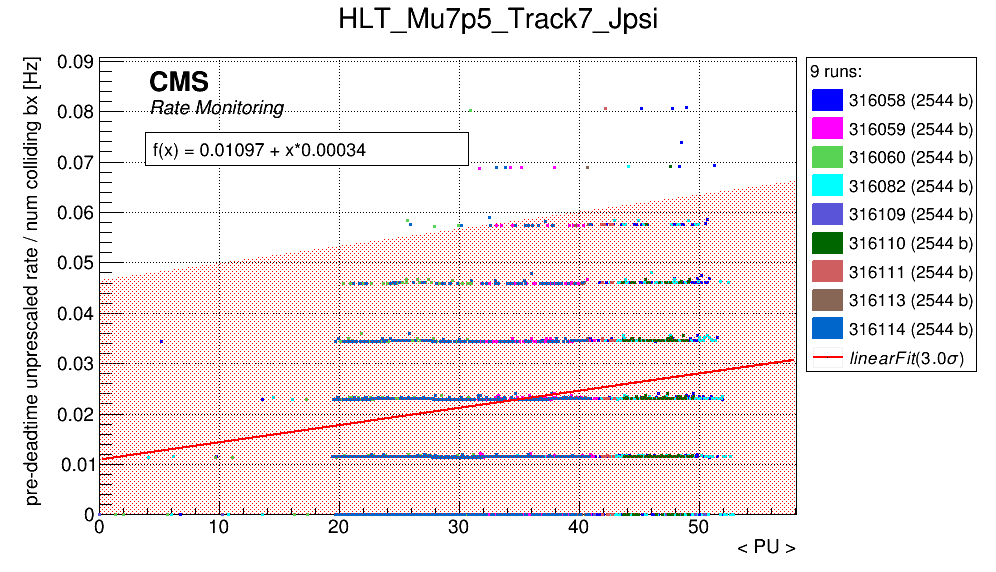 HLT_Mu7p5_Track7_Jpsi
pre-deadtime unprescaled rate / num colliding bx [Hz]
0.09
0.08
0.07
0.06
0.05
0.04
0.03
0.02
0.01
0
CMS
Rate Monitoring
f(x) = 0.01097 + x*0.00034
0 10 20 30 40 50
< PU >
9 runs:
316058 (2544 b)
316059 (2544 b)
316060 (2544 b)
316082 (2544 b)
316109 (2544 b)
316110 (2544 b)
316111 (2544 b)
316113 (2544 b)
316114 (2544 b)
linearFit(3.0σ)